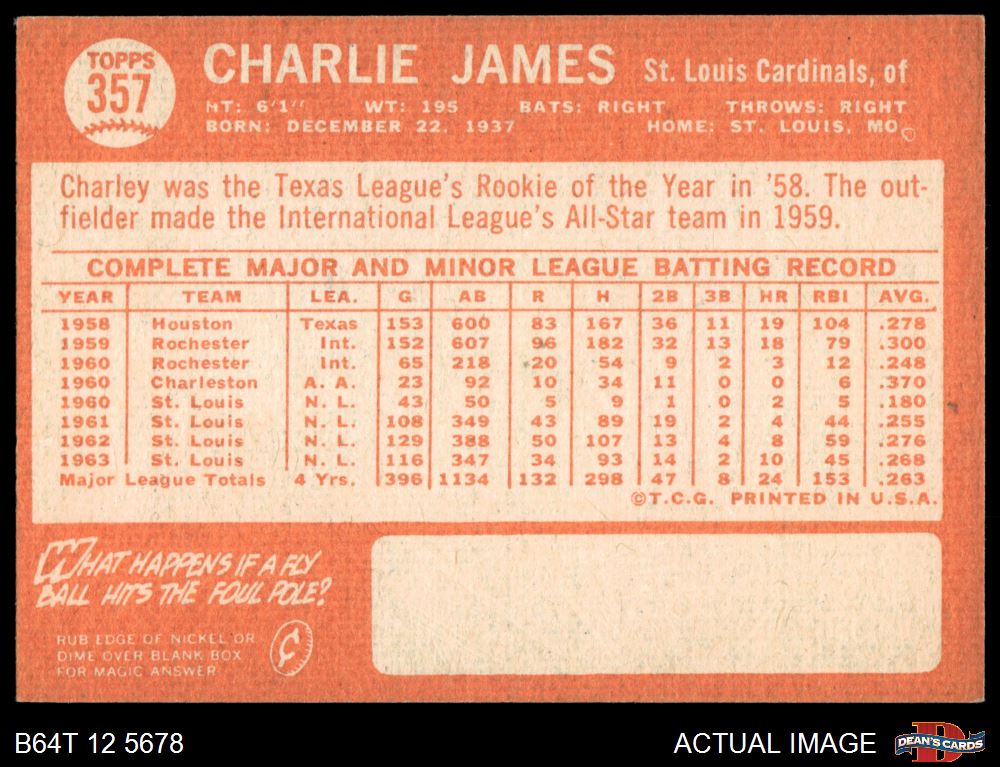 TOPPS
357
CHARLIE JAMES St. Louis Cardinals, of
HT: 6'1" WT: 195 BATS: RIGHT THROWS: RIGHT
BORN: DECEMBER 22, 1937 HOME: ST. LOUIS, MO.
Charley was the Texas League's Rookie of the Year in '58. The out-
fielder made the International League's All-Star team in 1959.
COMPLETE MAJOR AND MINOR LEAGUE BATTING RECORD
YEAR TEAM LEA. G AB R H 2B 3B HR RBI AVG.
1958 Houston Texas 153 600 83 167 36 11 19 104 .278
1959 Rochester Int. 152 607 96 182 32 13 18 79 .300
1960 Rochester Int. 65 218 20 54 9 2 3 12 .248
1960 Charleston A. A. 23 92 10 34 11 0 0 6 .370
1960 St. Louis N. L. 43 50 5 9 1 0 2 5 .180
1961 St. Louis N. L. 108 349 43 89 19 2 4 44 .255
1962 St. Louis N. L. 129 388 50 107 13 4 8 59 .276
1963 St. Louis N. L. 116 347 34 93 14 2 10 45 .268
Major League Totals 4 Yrs. 396 1134 132 298 47 8 24 153 .263
©T.C.G. PRINTED IN U.S.A.
WHAT HAPPENS IF A FLY
BALL HITS THE FOUL POLE?
RUB EDGE OF NICKEL OR
DIME OVER BLANK BOX
FOR MAGIC ANSWER
¢
B64T 12 5678
ACTUAL IMAGE
D
DEAN'S CARDS